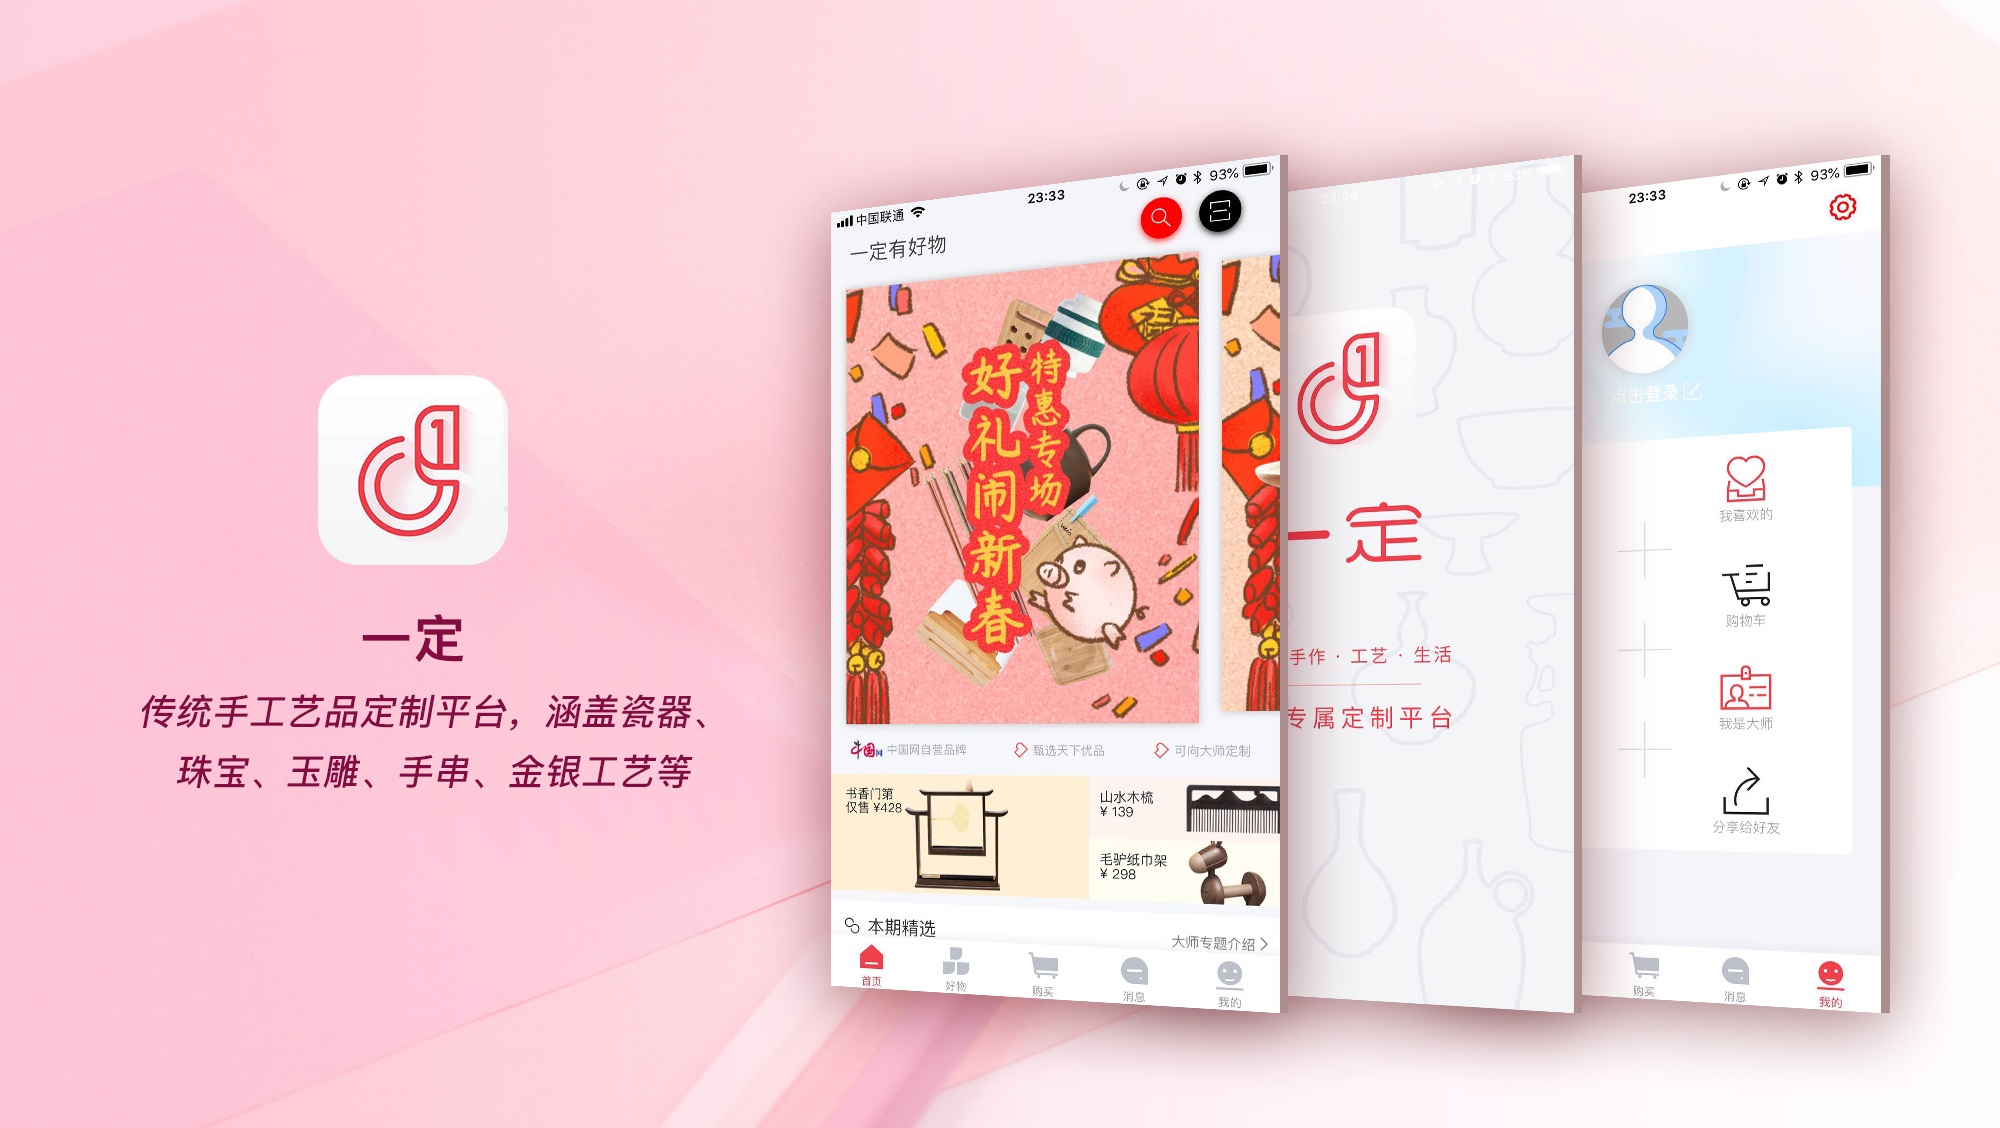 一定
传统手工艺品定制平台，涵盖瓷器、
珠宝、玉雕、手串、金银工艺等
中国联通
23:33
93%
一定有好物
特惠专场
好礼闹新春
中国网 中国网自营品牌
甄选天下优品
可向大师定制
书香门第
仅售 ¥428
山水木梳
¥ 139
毛驴纸巾架
¥ 298
本期精选
大师专题介绍
首页
好物
购买
消息
我的
23:34
93%
一定
手作 · 工艺 · 生活
专属定制平台
23:33
93%
点击登录
我喜欢的
购物车
我是大师
分享给好友
购买
消息
我的